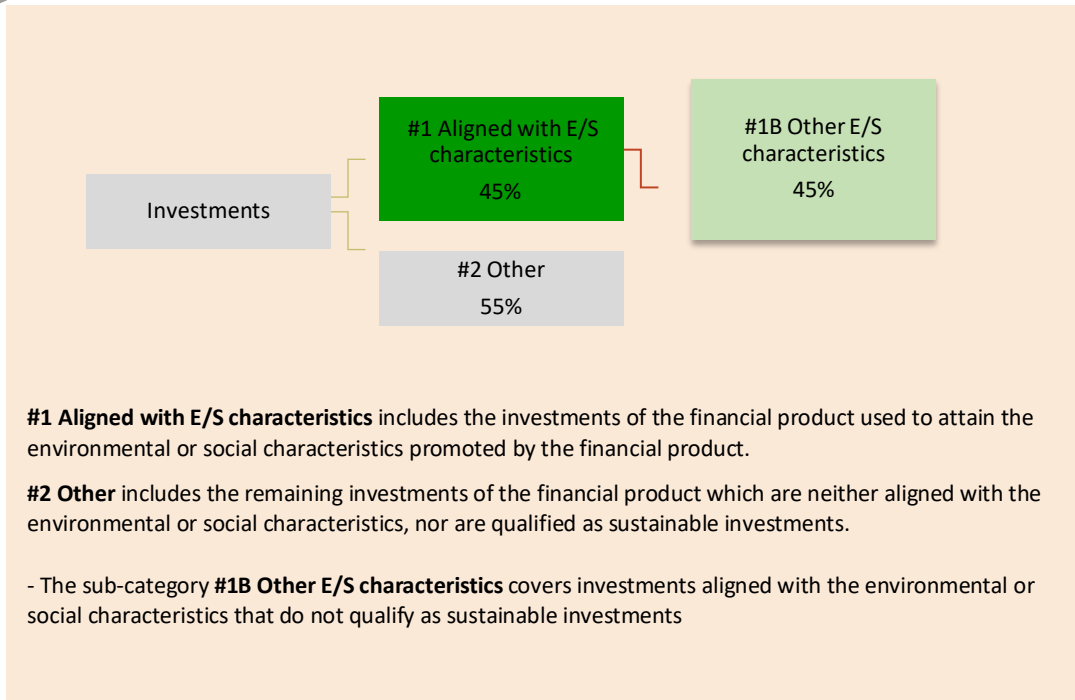 #1 Aligned with E/S
characteristics
45%
#1B Other E/S
characteristics
45%
Investments
#2 Other
55%
#1 Aligned with E/S characteristics includes the investments of the financial product used to attain the
environmental or social characteristics promoted by the financial product.
#2 Other includes the remaining investments of the financial product which are neither aligned with the
environmental or social characteristics, nor are qualified as sustainable investments.
- The sub-category #1B Other E/S characteristics covers investments aligned with the environmental or
social characteristics that do not qualify as sustainable investments